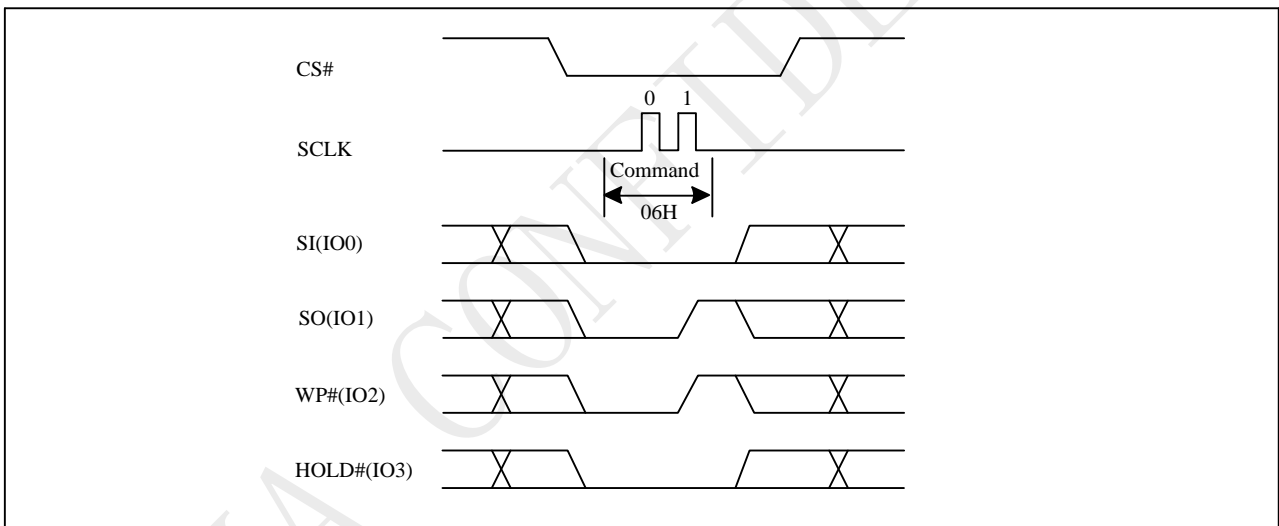 CS#
0 1
SCLK
Command
06H
SI(IO0)
SO(IO1)
WP#(IO2)
HOLD#(IO3)